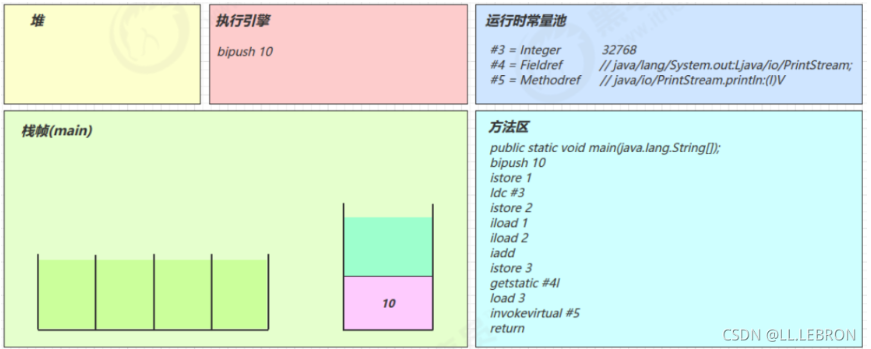 堆
执行引擎
bipush 10
运行时常量池
#3 = Integer 32768
#4 = Fieldref // java/lang/System.out:Ljava/io/PrintStream;
#5 = Methodref // java/io/PrintStream.println:(I)V
栈帧(main)
10
方法区
public static void main(java.lang.String[]);
bipush 10
istore 1
ldc #3
istore 2
iload 1
iload 2
iadd
istore 3
getstatic #4I
load 3
invokevirtual #5
return
CSDN @LL.LEBRON